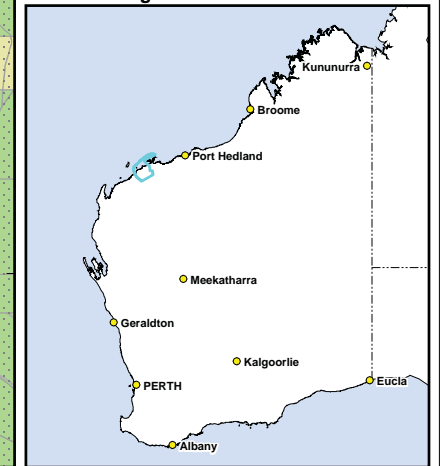 Kununurra
Broome
Port Hedland
Meekatharra
Geraldton
Kalgoorlie
PERTH
Eucla
Albany